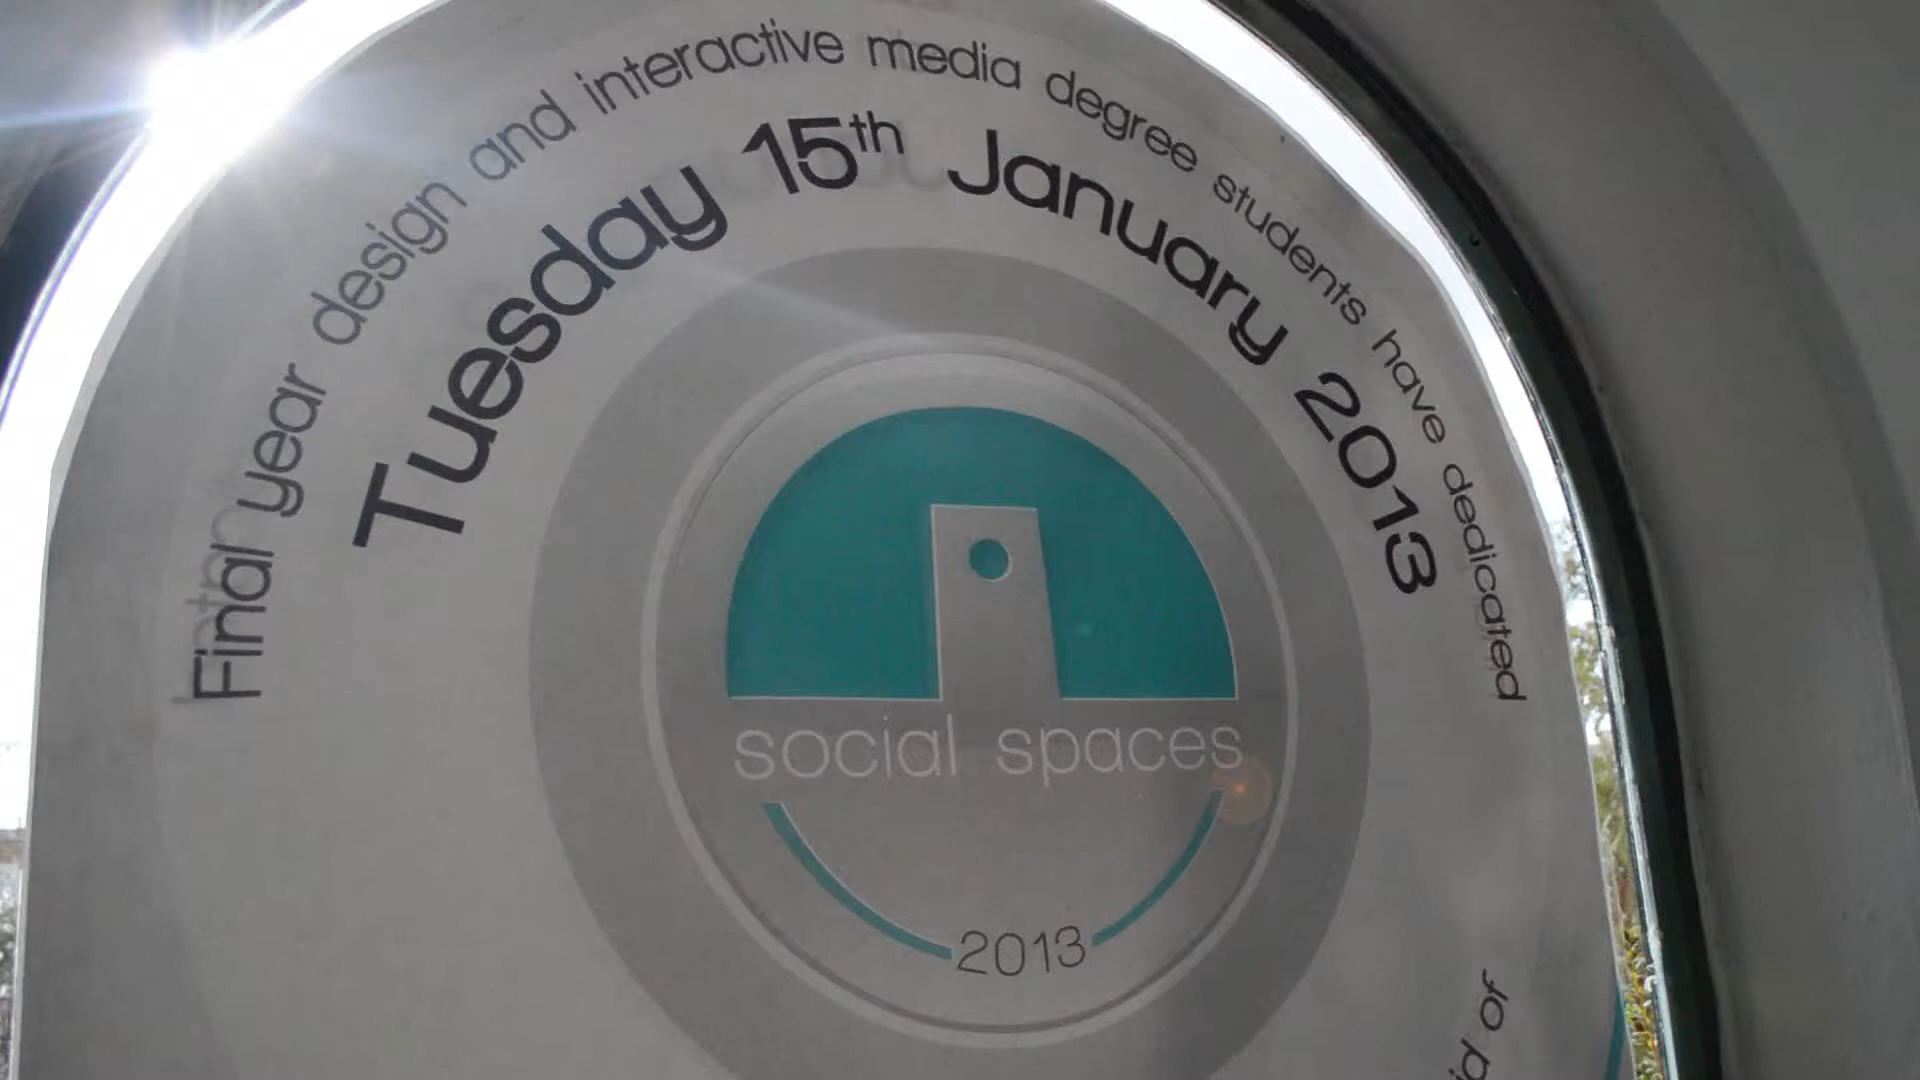 Final year design and interactive media degree students have dedicated
Tuesday 15th January 2013
social spaces
2013